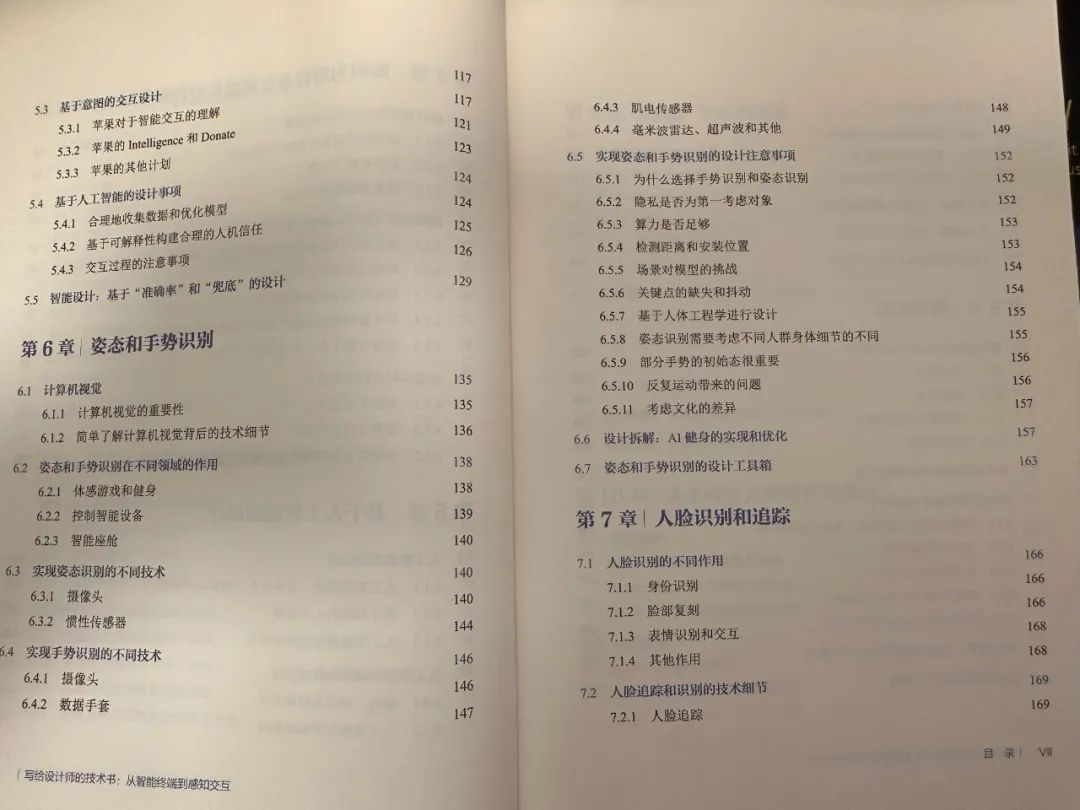 5.3 基于意图的交互设计 117
5.3.1 苹果对于智能交互的理解 117
5.3.2 苹果的 Intelligence 和 Donate 121
5.3.3 苹果的其他计划 123
5.4 基于人工智能的设计事项 124
5.4.1 合理地收集数据和优化模型 124
5.4.2 基于可解释性构建合理的人机信任 125
5.4.3 交互过程的注意事项 126
5.5 智能设计：基于“准确率”和“兜底”的设计 129
第 6 章 | 姿态和手势识别
6.1 计算机视觉 135
6.1.1 计算机视觉的重要性 135
6.1.2 简单了解计算机视觉背后的技术细节 136
6.2 姿态和手势识别在不同领域的作用 138
6.2.1 体感游戏和健身 138
6.2.2 控制智能设备 139
6.2.3 智能座舱 140
6.3 实现姿态识别的不同技术 140
6.3.1 摄像头 140
6.3.2 惯性传感器 144
6.4 实现手势识别的不同技术 146
6.4.1 摄像头 146
6.4.2 数据手套 147
| 写给设计师的技术书：从智能终端到感知交互
6.4.3 肌电传感器 148
6.4.4 毫米波雷达、超声波和其他 149
6.5 实现姿态和手势识别的设计注意事项 152
6.5.1 为什么选择手势识别和姿态识别 152
6.5.2 隐私是否为第一考虑对象 152
6.5.3 算力是否足够 153
6.5.4 检测距离和安装位置 153
6.5.5 场景对模型的挑战 154
6.5.6 关键点的缺失和抖动 154
6.5.7 基于人体工程学进行设计 155
6.5.8 姿态识别需要考虑不同人群身体细节的不同 155
6.5.9 部分手势的初始态很重要 156
6.5.10 反复运动带来的问题 156
6.5.11 考虑文化的差异 157
6.6 设计拆解：AI 健身的实现和优化 157
6.7 姿态和手势识别的设计工具箱 163
第 7 章 | 人脸识别和追踪
7.1 人脸识别的不同作用 166
7.1.1 身份识别 166
7.1.2 脸部复刻 166
7.1.3 表情识别和交互 168
7.1.4 其他作用 168
7.2 人脸追踪和识别的技术细节 169
7.2.1 人脸追踪 169
目 录 | VII